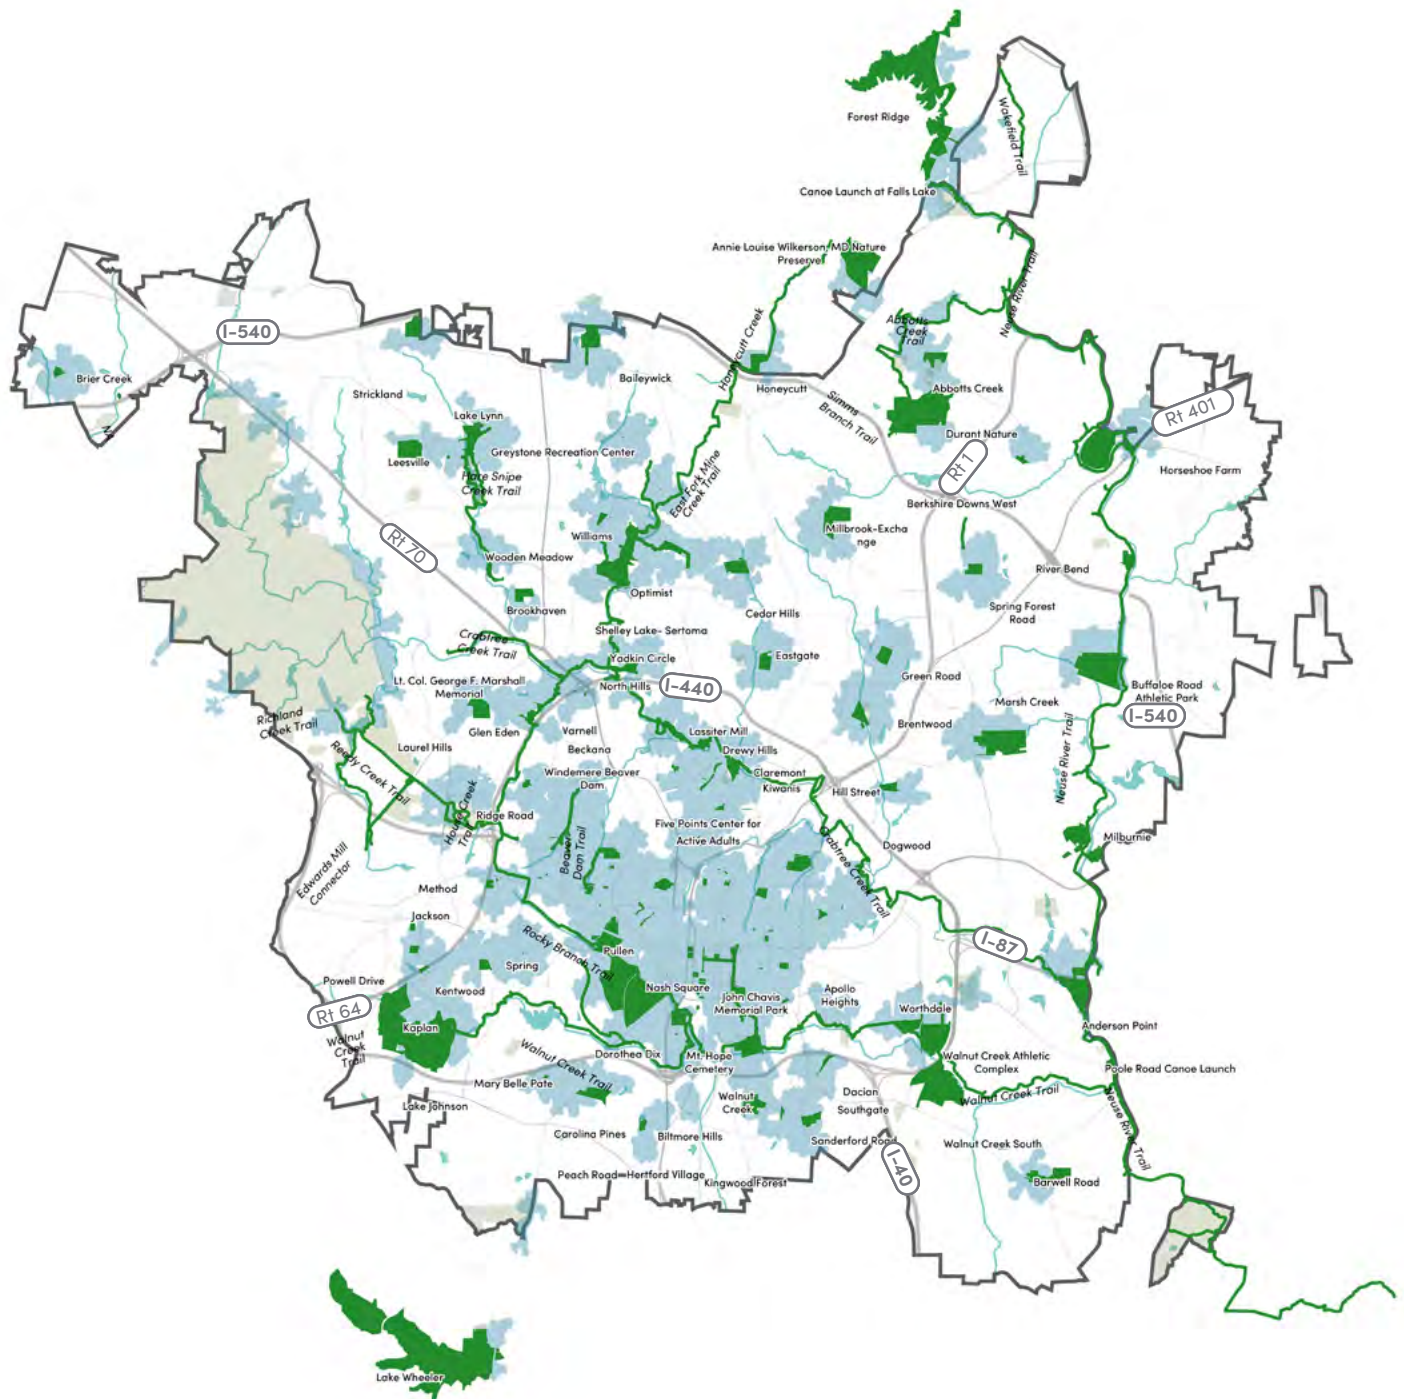 Forest Ridge
Wakefield Trail
Canoe Launch at Falls Lake
Annie Louise Wilkerson, MD Nature
Preserve
Neuse River Trail
I-540
Abbotts
Creek
Trail
Honeycutt Creek
Brier Creek
Strickland
Baileywick
Honeycutt
Abbotts Creek
Simms
Branch Trail
Rt 401
Lake Lynn
Greystone Recreation Center
Leesville
Durant Nature
Rt 1
Horseshoe Farm
Hare Snipe
Creek Trail
East Fork Mine
Creek Trail
Berkshire Downs West
Millbrook-Excha
nge
Williams
Rt 70
Wooden Meadow
River Bend
Optimist
Brookhaven
Cedar Hills
Spring Forest
Road
Shelley Lake- Sertoma
Crabtree
Creek Trail
Yadkin Circle
Eastgate
Lt. Col. George F. Marshall
Memorial
North Hills
I-440
Green Road
Buffaloe Road
Athletic Park
Marsh Creek
I-540
Richland
Creek Trail
Glen Eden
Varnell
Lassiter Mill
Brentwood
Laurel Hills
Beckana
Drewy Hills
Neuse River Trail
Reedy Creek Trail
Windemere Beaver
Dam
Claremont
Kiwanis
Hill Street
House Creek
Trail
Ridge Road
Five Points Center for
Active Adults
Milburnie
Beaver
Dam Trail
Crabtree Creek Trail
Dogwood
Edwards Mill
Connector
Method
Jackson
Rocky Branch Trail
Pullen
I-87
Spring
Powell Drive
Kentwood
Nash Square
John Chavis
Memorial Park
Apollo
Heights
Worthdale
Rt 64
Kaplan
Anderson Point
Walnut
Creek
Trail
Walnut Creek Trail
Dorothea Dix
Mt. Hope
Cemetery
Walnut Creek Athletic
Complex
Poole Road Canoe Launch
Mary Belle Pate
Walnut
Creek
Dacian
Walnut Creek Trail
Lake Johnson
Southgate
Neuse River Trail
Carolina Pines
Biltmore Hills
Sanderford Road
Walnut Creek South
I-40
Peach Road
Hertford Village
Kingwood Forest
Barwell Road
Lake Wheeler